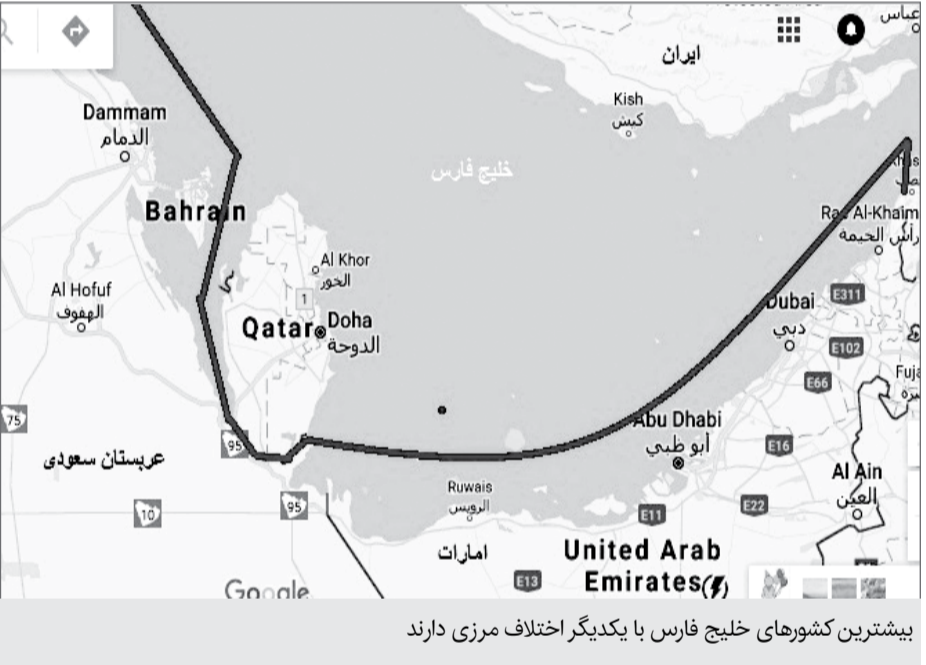 عباس
ایران
Kish
كيش
Dammam
الدمام
خلیج فارس
Bahrain
Ras Al-Khaim
رأس الخيمة
Al Khor
الخور
1
Al Hofuf
الهفوف
E311
Dubai
دبي
Qatar
Doha
الدوحة
E102
E66
Fuja
75
Abu Dhabi
أبو ظبي
95
E16
عربستان سعودی
Al Ain
العين
Ruwais
الرويس
10
95
E11
E22
امارات
United Arab
Emirates
E13
Google
بیشترین کشورهای خلیج فارس با یکدیگر اختلاف مرزی دارند